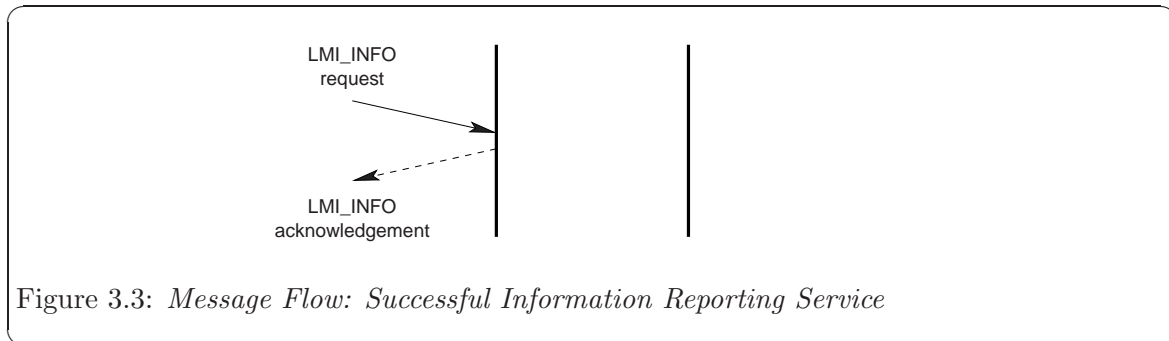 LMI_INFO
request
LMI_INFO
acknowledgement
Figure 3.3: Message Flow: Successful Information Reporting Service